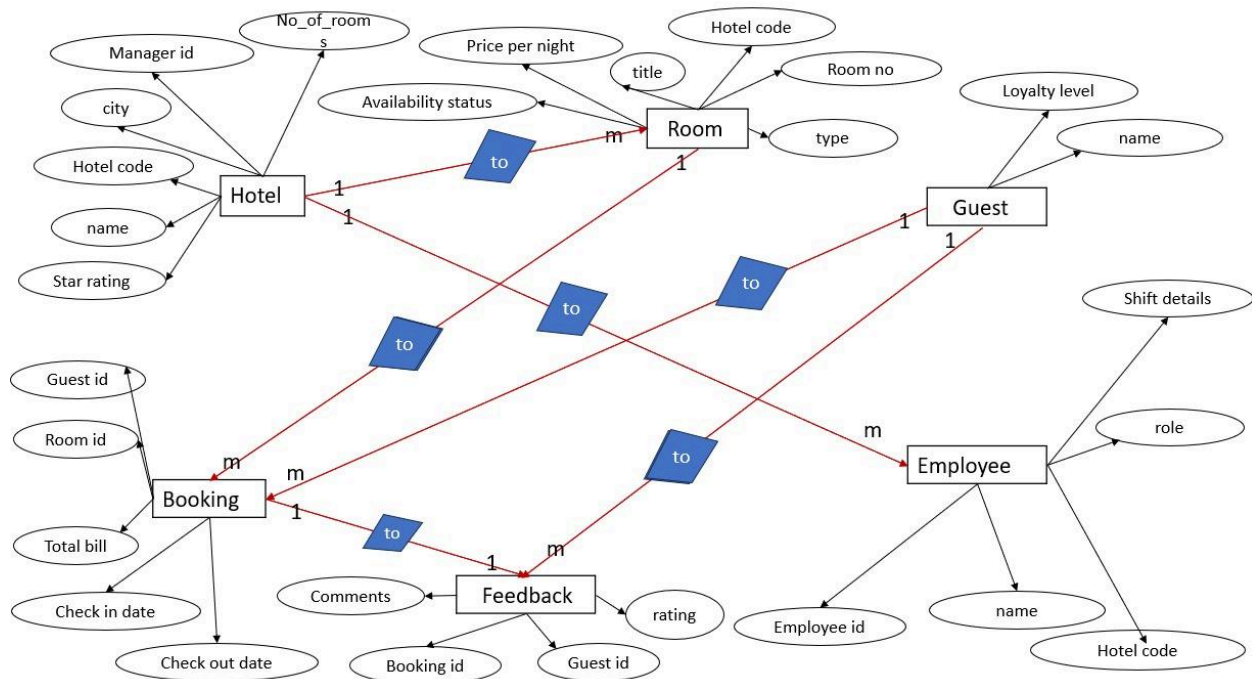 No_of_room
s
Manager id
city
Hotel code
name
Star rating
Hotel
Price per night
title
Hotel code
Room no
Availability status
type
Room
Loyalty level
name
Guest
m
to
1
1
1
1
1
to
to
to
Shift details
role
Employee
m
Employee id
name
Hotel code
Guest id
Room id
Booking
Total bill
Check in date
Check out date
m
m
1
to
1
to
m
Feedback
Comments
rating
Booking id
Guest id